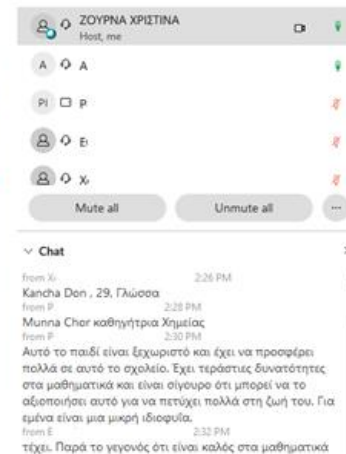 ΖΟΥΡΝΑ ΧΡΙΣΤΙΝΑ
Host, me
A A
PI P
E
X
Mute all Unmute all ...
Chat
from X 2:26 PM
Kancha Don , 29, Γλώσσα
from P 2:28 PM
Munna Chor καθηγήτρια Χημείας
from P 2:30 PM
Αυτό το παιδί είναι ξεχωριστό και έχει να προσφέρει
πολλά σε αυτό το σχολείο. Έχει τεράστιες δυνατότητες
στα μαθηματικά και είναι σίγουρο ότι μπορεί να το
αξιοποιήσει αυτό για να πετύχει πολλά στη ζωή του. Για
εμένα είναι μια μικρή ιδιοφυΐα.
from E 2:32 PM
τέχει. Παρά το γεγονός ότι είναι καλός στα μαθηματικά